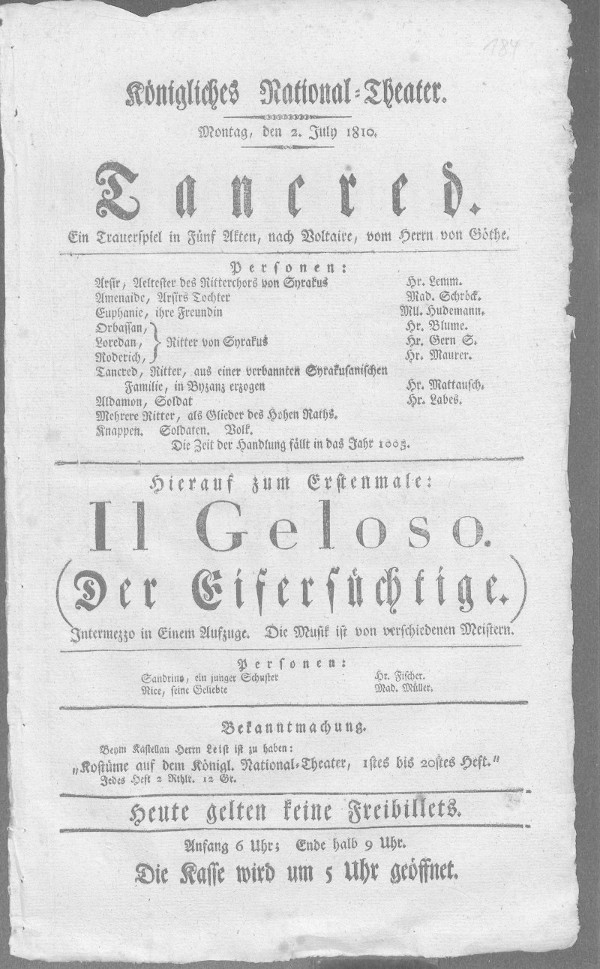 184
Königliches National-Theater.
Montag, den 2. July 1810.
Tancred.
Ein Trauerspiel in Fünf Akten, nach Voltaire, vom Herrn von Göthe.
Personen:
Arsir, Aeltester des Ritterchors von Syrakus Hr. Lemm.
Amenaide, Arsirs Tochter Mad. Schröck.
Euphanie, ihre Freundin Mll. Hudemann.
Orbassan, Hr. Blume.
Loredan, } Ritter von Syrakus Hr. Gern S.
Roderich, Hr. Maurer.
Tancred, Ritter, aus einer verbannten Syrakusanischen
Familie, in Byzanz erzogen Hr. Mattausch.
Aldamon, Soldat Hr. Labes.
Mehrere Ritter, als Glieder des Hohen Raths.
Knappen. Soldaten. Volk.
Die Zeit der Handlung fällt in das Jahr 1005.
Hierauf zum Erstenmale:
Il Geloso.
(Der Eifersüchtige.)
Intermezzo in Einem Aufzuge. Die Musik ist von verschiedenen Meistern.
Personen:
Sandrino, ein junger Schuster Hr. Fischer.
Nice, seine Geliebte Mad. Müller.
Bekanntmachung.
Beym Kastellan Herrn Leist ist zu haben:
„Kostüme auf dem Königl. National-Theater, 1stes bis 20stes Heft.“
Jedes Heft 2 Rthlr. 12 Gr.
Heute gelten keine Freibillets.
Anfang 6 Uhr; Ende halb 9 Uhr.
Die Kasse wird um 5 Uhr geöffnet.